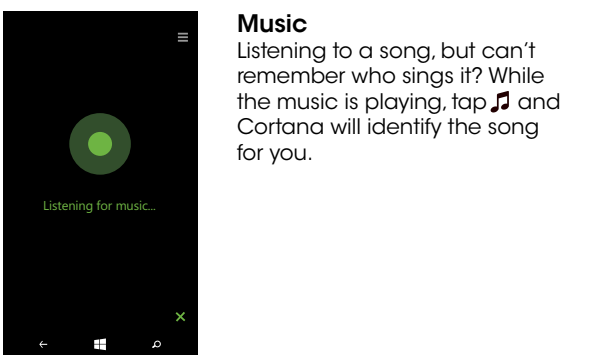 Music
Listening to a song, but can't
remember who sings it? While
the music is playing, tap 🎵 and
Cortana will identify the song
for you.
Listening for music...